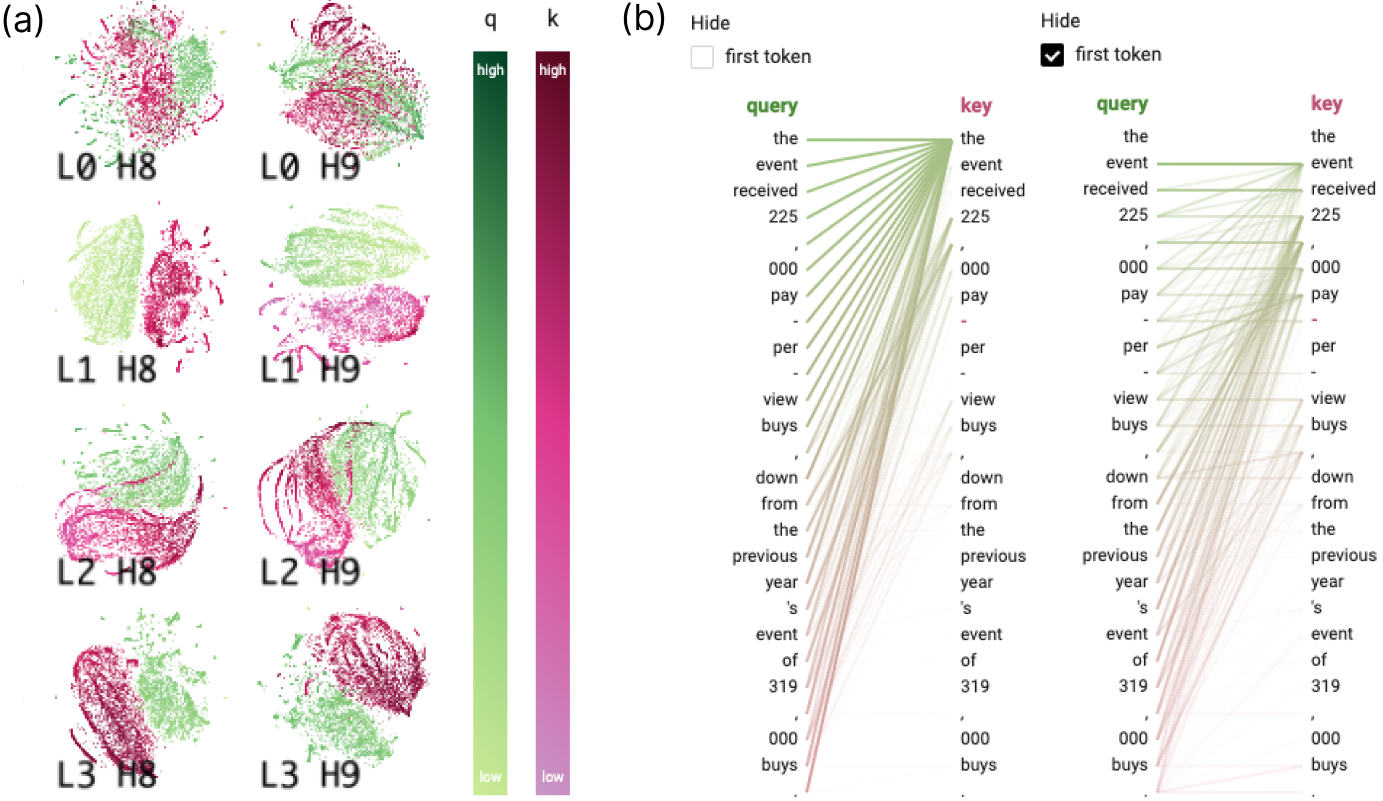 (a)
q k
high high
low low
L0 H8 L0 H9
L1 H8 L1 H9
L2 H8 L2 H9
L3 H8 L3 H9
(b)
Hide
first token
query key
the the
event event
received received
225 225
, ,
000 000
pay pay
- -
per per
- -
view view
buys buys
, ,
down down
from from
the the
previous previous
year year
's 's
event event
of of
319 319
, ,
000 000
buys buys
. .
Hide
first token
query key
the the
event event
received received
225 225
, ,
000 000
pay pay
- -
per per
- -
view view
buys buys
, ,
down down
from from
the the
previous previous
year year
's 's
event event
of of
319 319
, ,
000 000
buys buys
. .